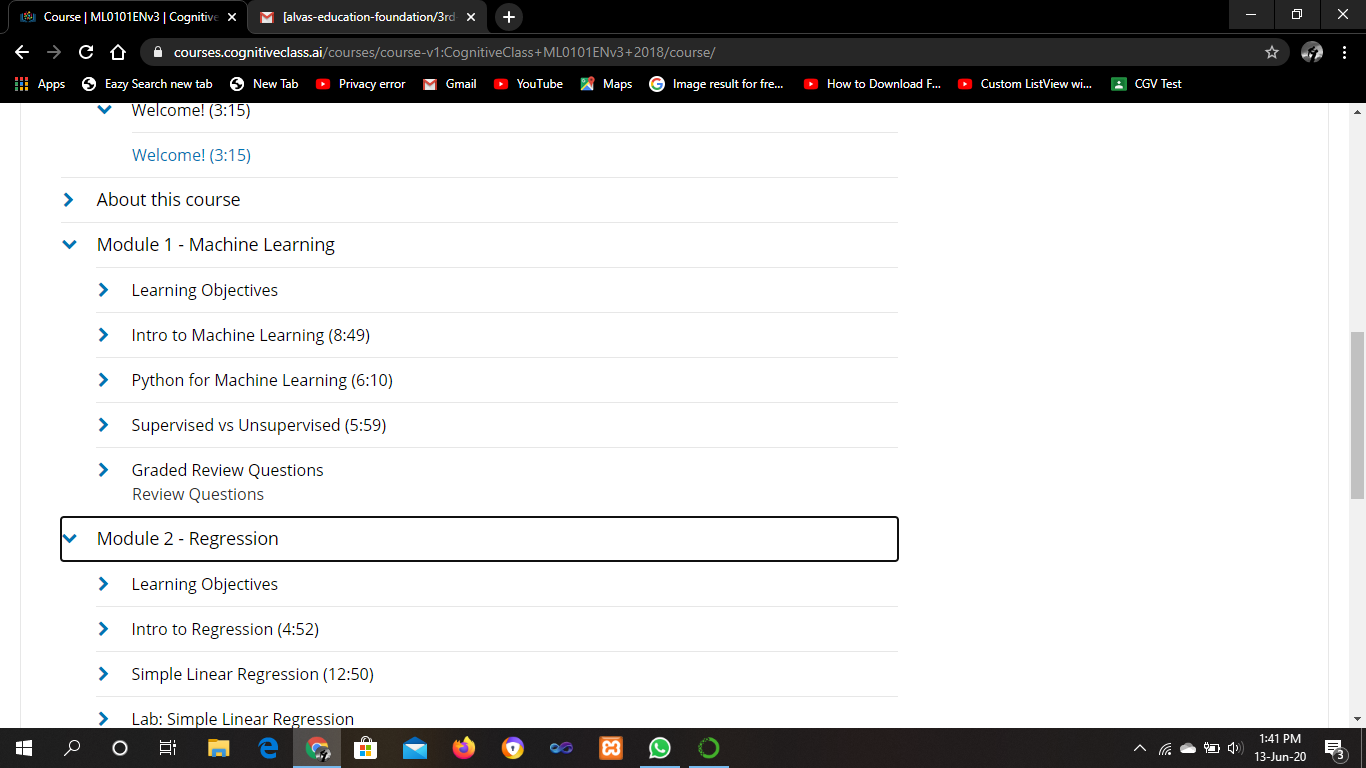 Course | ML0101ENv3 | Cognitive
[alvas-education-foundation/3rd-
courses.cognitiveclass.ai/courses/course-v1:CognitiveClass+ML0101ENv3+2018/course/
Apps
Eazy Search new tab
New Tab
Privacy error
Gmail
YouTube
Maps
Image result for fre...
How to Download F...
Custom ListView wi...
CGV Test
Welcome! (3:15)
Welcome! (3:15)
About this course
Module 1 - Machine Learning
Learning Objectives
Intro to Machine Learning (8:49)
Python for Machine Learning (6:10)
Supervised vs Unsupervised (5:59)
Graded Review Questions
Review Questions
Module 2 - Regression
Learning Objectives
Intro to Regression (4:52)
Simple Linear Regression (12:50)
Lab: Simple Linear Regression
1:41 PM
13-Jun-20
3